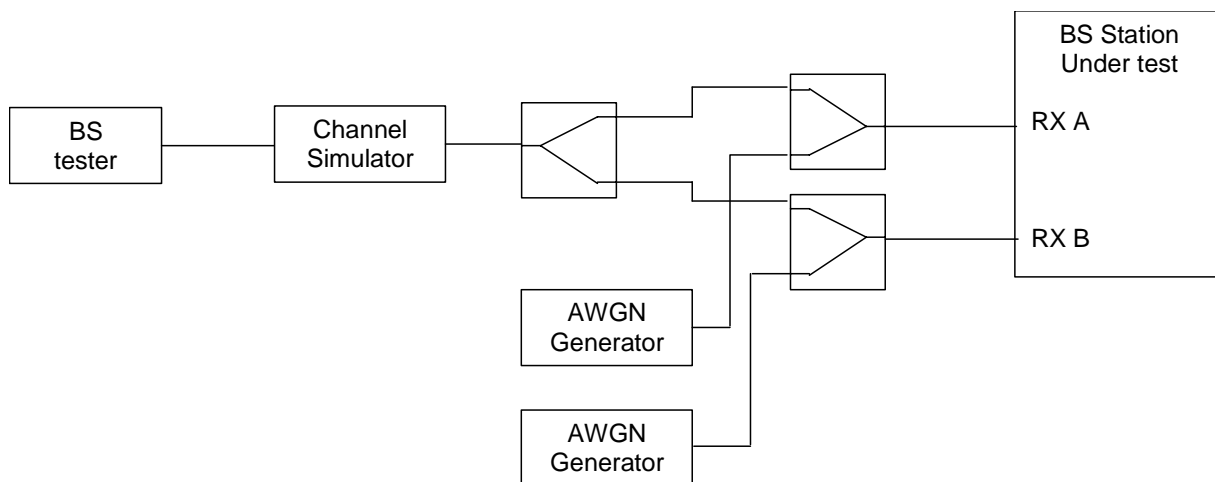 BS
tester
Channel
Simulator
BS Station
Under test
RX A
RX B
AWGN
Generator
AWGN
Generator